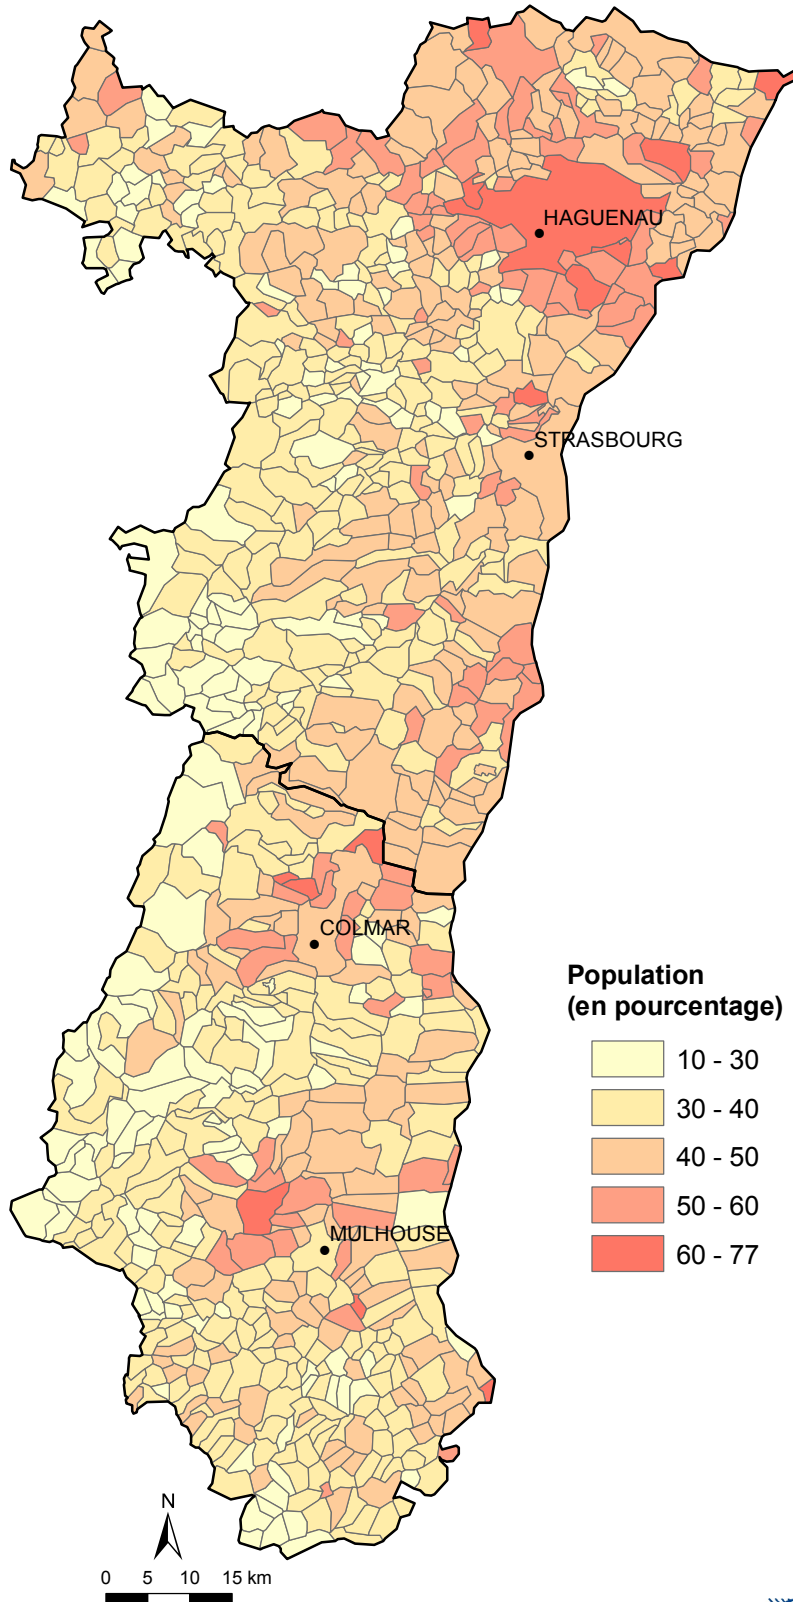 HAGUENAU
STRASBOURG
COLMAR
Population
(en pourcentage)
10 - 30
30 - 40
40 - 50
50 - 60
60 - 77
MULHOUSE
N
0 5 10 15 km